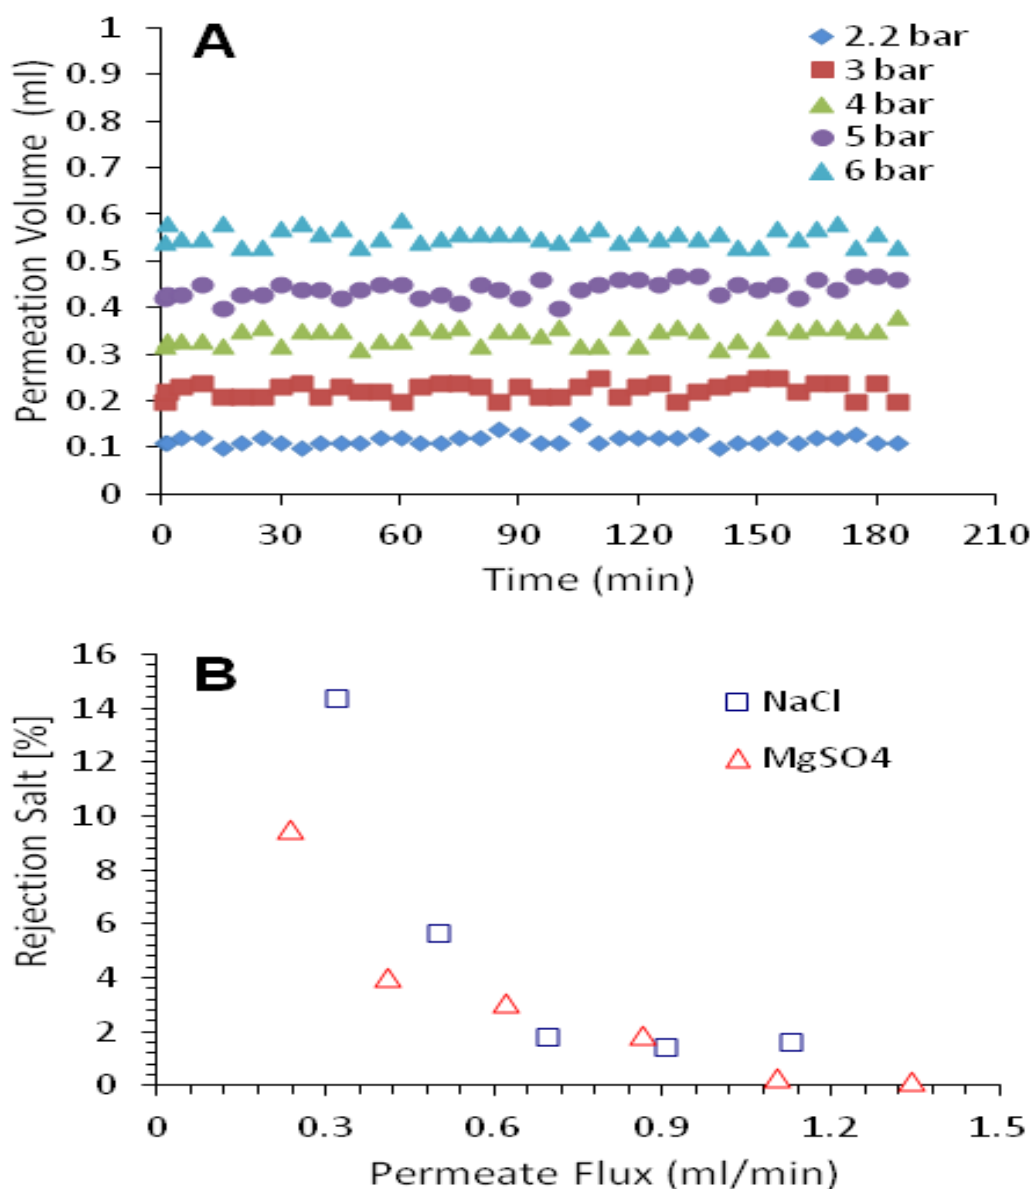 A
2.2 bar
3 bar
4 bar
5 bar
6 bar
Permeation Volume (ml)
1
0.9
0.8
0.7
0.6
0.5
0.4
0.3
0.2
0.1
0
0 30 60 90 120 150 180 210
Time (min)
B
NaCl
MgSO4
Rejection Salt [%]
16
14
12
10
8
6
4
2
0
0 0.3 0.6 0.9 1.2 1.5
Permeate Flux (ml/min)